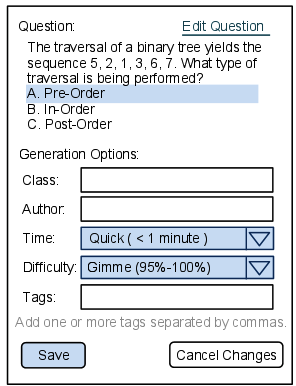 Question: Edit Question
The traversal of a binary tree yields the
sequence 5, 2, 1, 3, 6, 7. What type of
traversal is being performed?
A. Pre-Order
B. In-Order
C. Post-Order
Generation Options:
Class:
Author:
Time: Quick ( < 1 minute )
Difficulty: Gimme (95%-100%)
Tags:
Add one or more tags separated by commas.
Save Cancel Changes